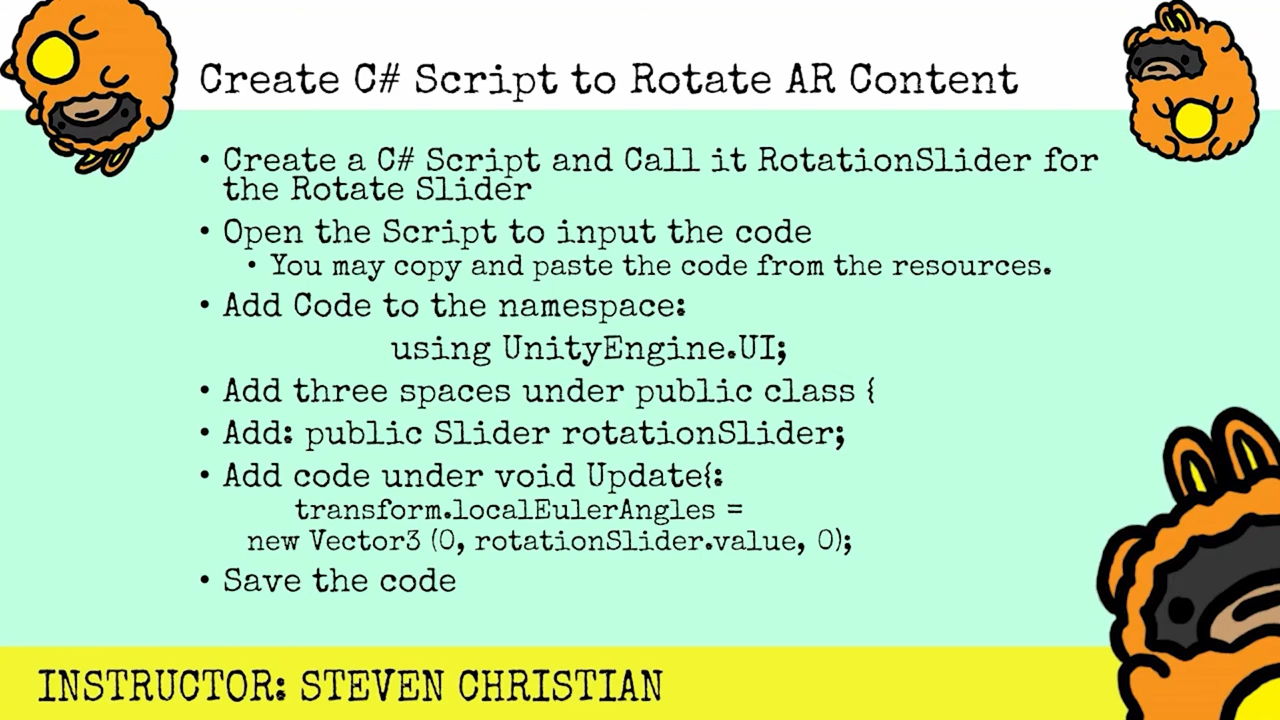 Create C# Script to Rotate AR Content
• Create a C# Script and Call it RotationSlider for
the Rotate Slider
• Open the Script to input the code
• You may copy and paste the code from the resources.
• Add Code to the namespace:
using UnityEngine.UI;
• Add three spaces under public class {
• Add: public Slider rotationSlider;
• Add code under void Update{:
transform.localEulerAngles =
new Vector3 (0, rotationSlider.value, 0);
• Save the code
INSTRUCTOR: STEVEN CHRISTIAN